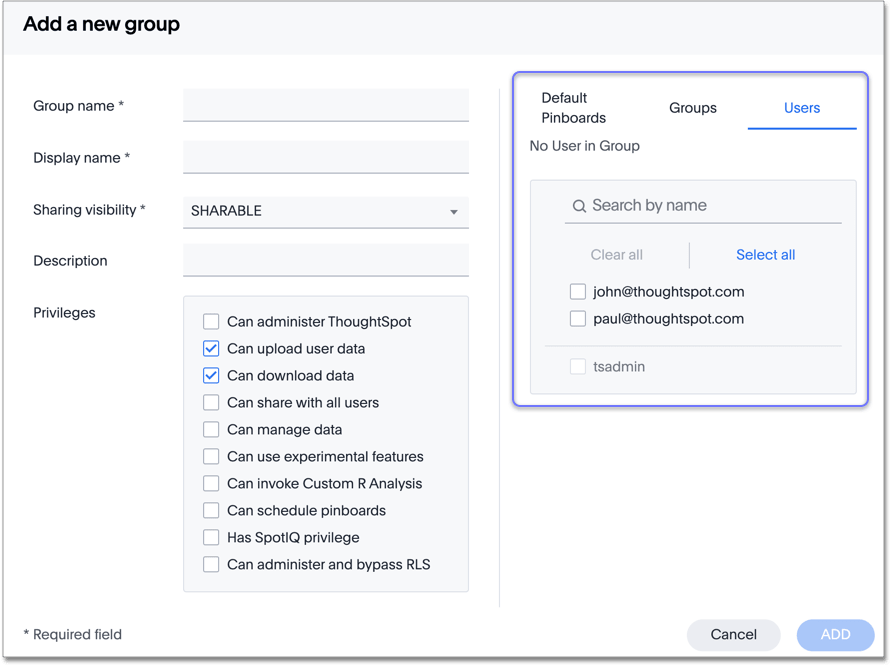 Add a new group
Group name *
Display name *
Sharing visibility *
SHARABLE
Description
Privileges
Can administer ThoughtSpot
Can upload user data
Can download data
Can share with all users
Can manage data
Can use experimental features
Can invoke Custom R Analysis
Can schedule pinboards
Has SpotIQ privilege
Can administer and bypass RLS
Default
Pinboards
Groups
Users
No User in Group
Search by name
Clear all
Select all
john@thoughtspot.com
paul@thoughtspot.com
tsadmin
* Required field
Cancel
ADD